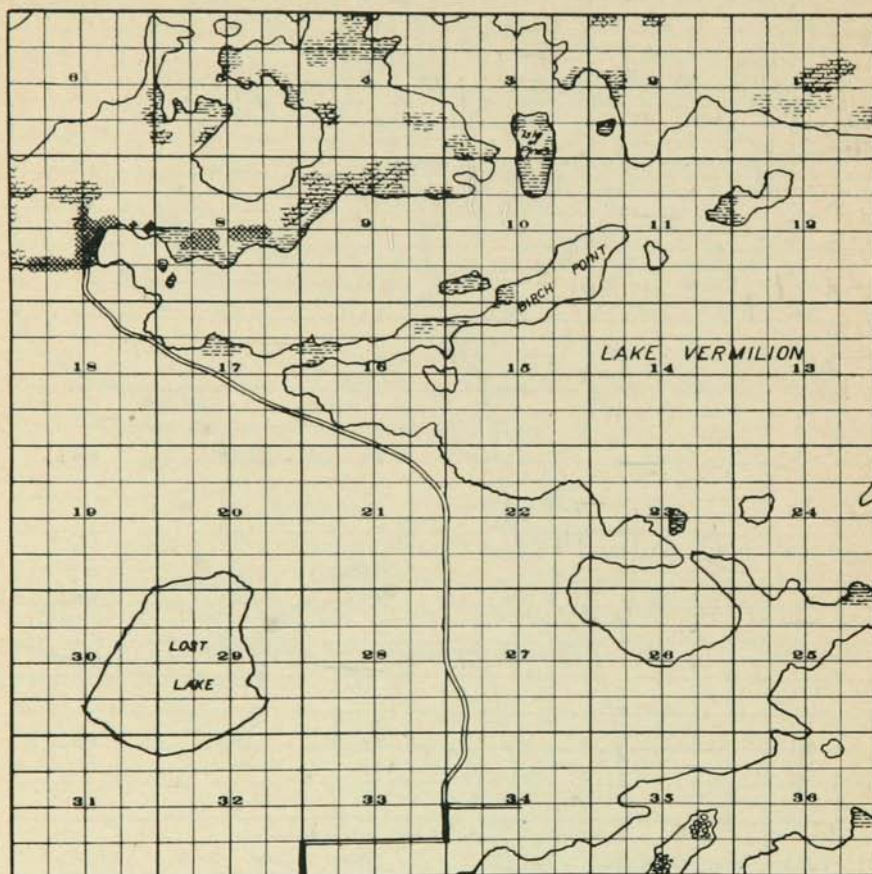 6 5 4 3 2 1
8 9 10 11 12
BIRCH POINT
LAKE VERMILION
18 17 16 15 14 13
19 20 21 22 23 24
LOST
30 29 28 27 26 25
LAKE
31 32 33 34 35 36